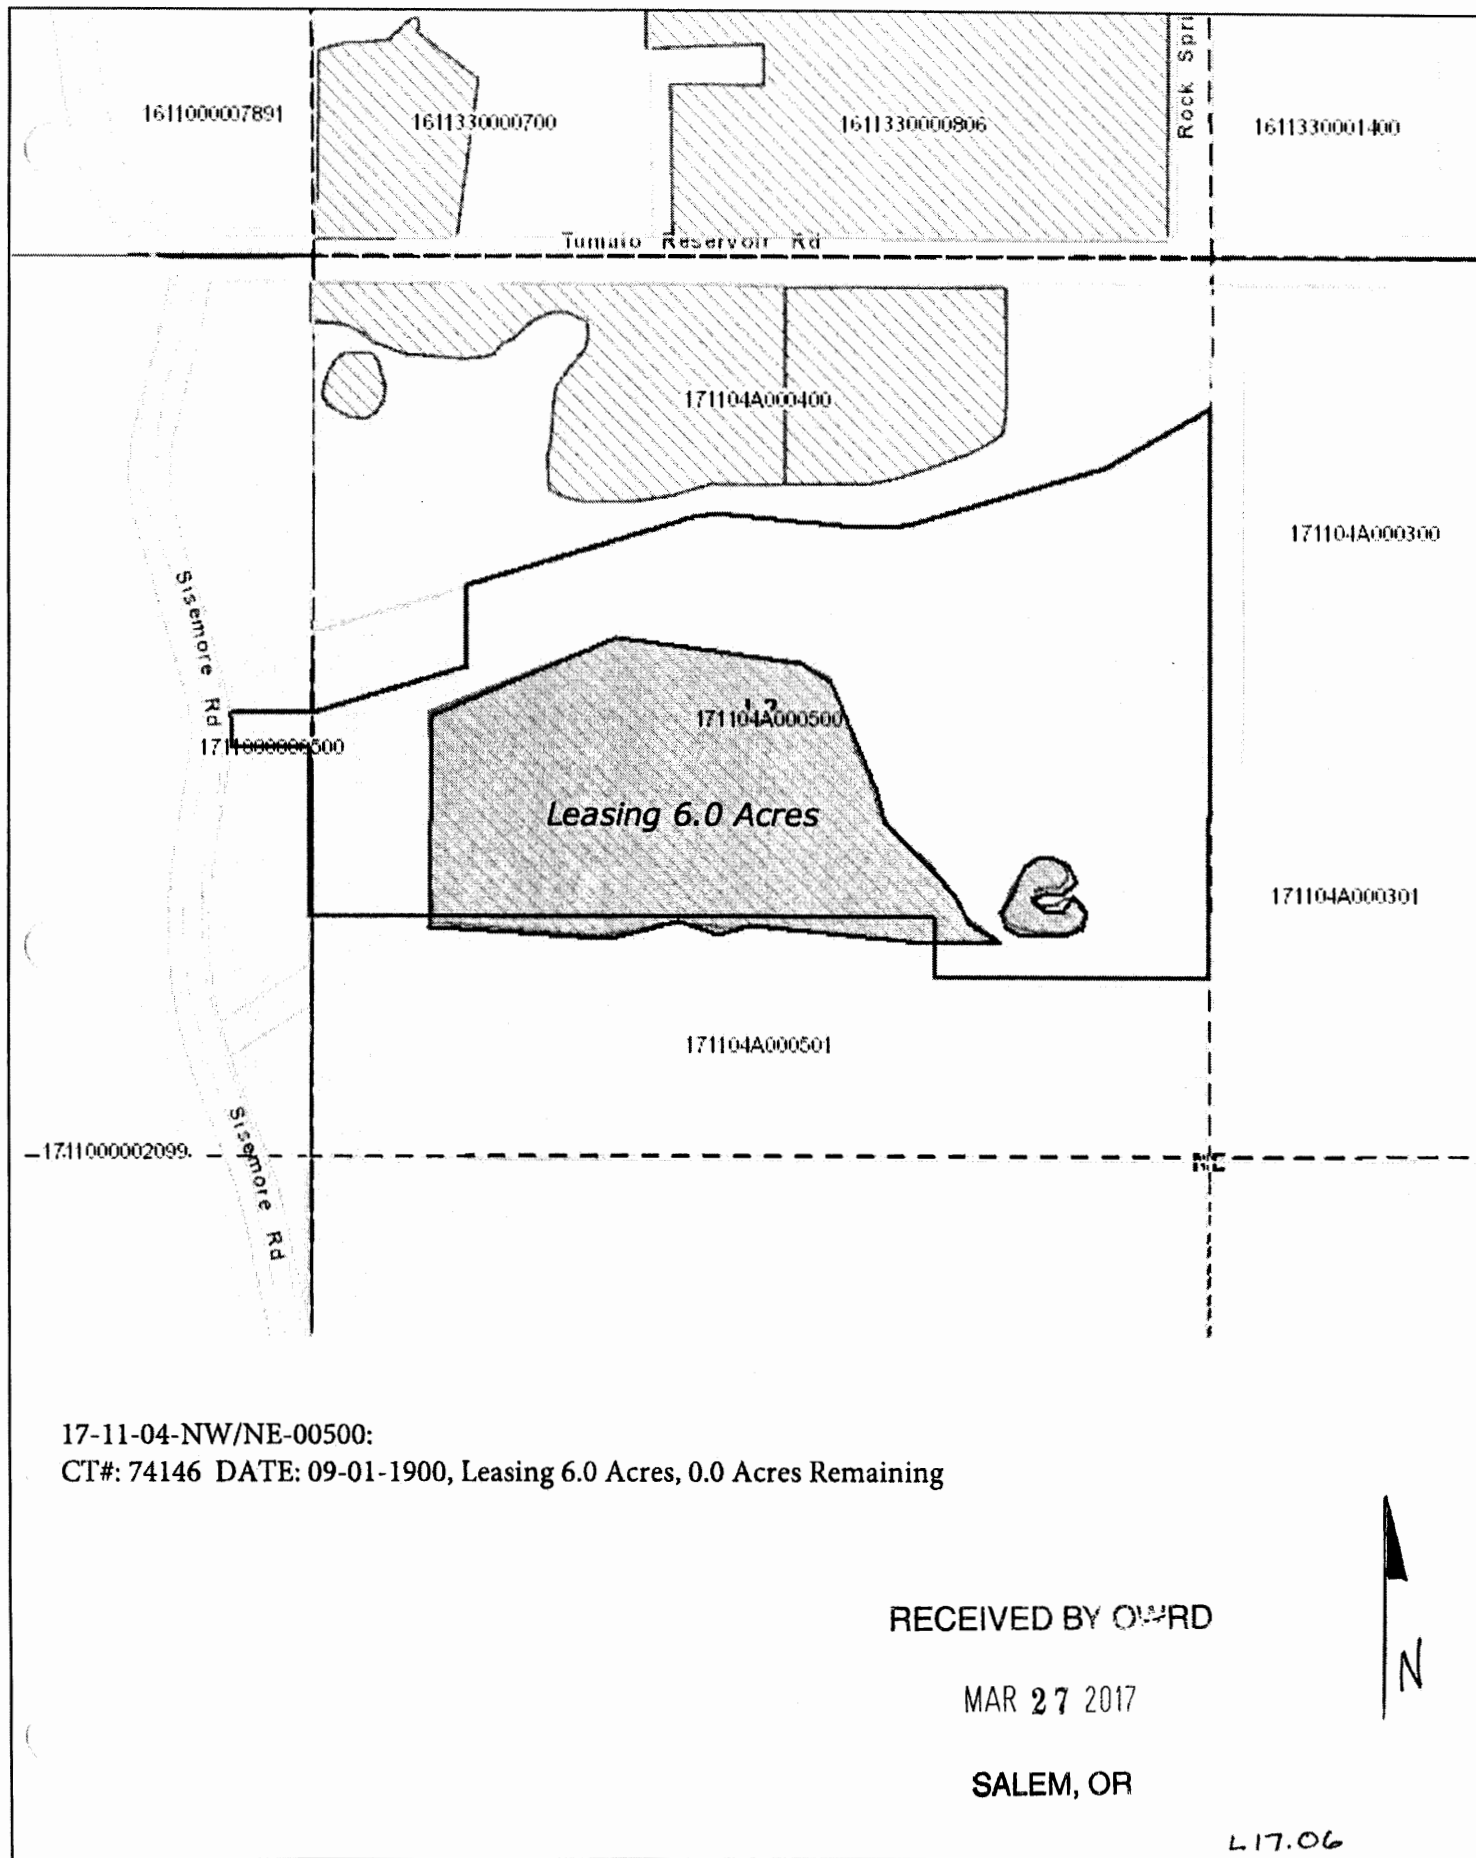 Rock Spri
1611000007891
1611330000700
1611330000806
1611330001400
Tumalo Reservoir Rd
171104A000400
171104A000300
Sisemore Rd
171104A000500
1711000000500
Leasing 6.0 Acres
171104A000301
171104A000501
Sisemore Rd
1711000002099
17-11-04-NW/NE-00500:
CT#: 74146 DATE: 09-01-1900, Leasing 6.0 Acres, 0.0 Acres Remaining
RECEIVED BY OWRD
MAR 27 2017
N
SALEM, OR
L17.06